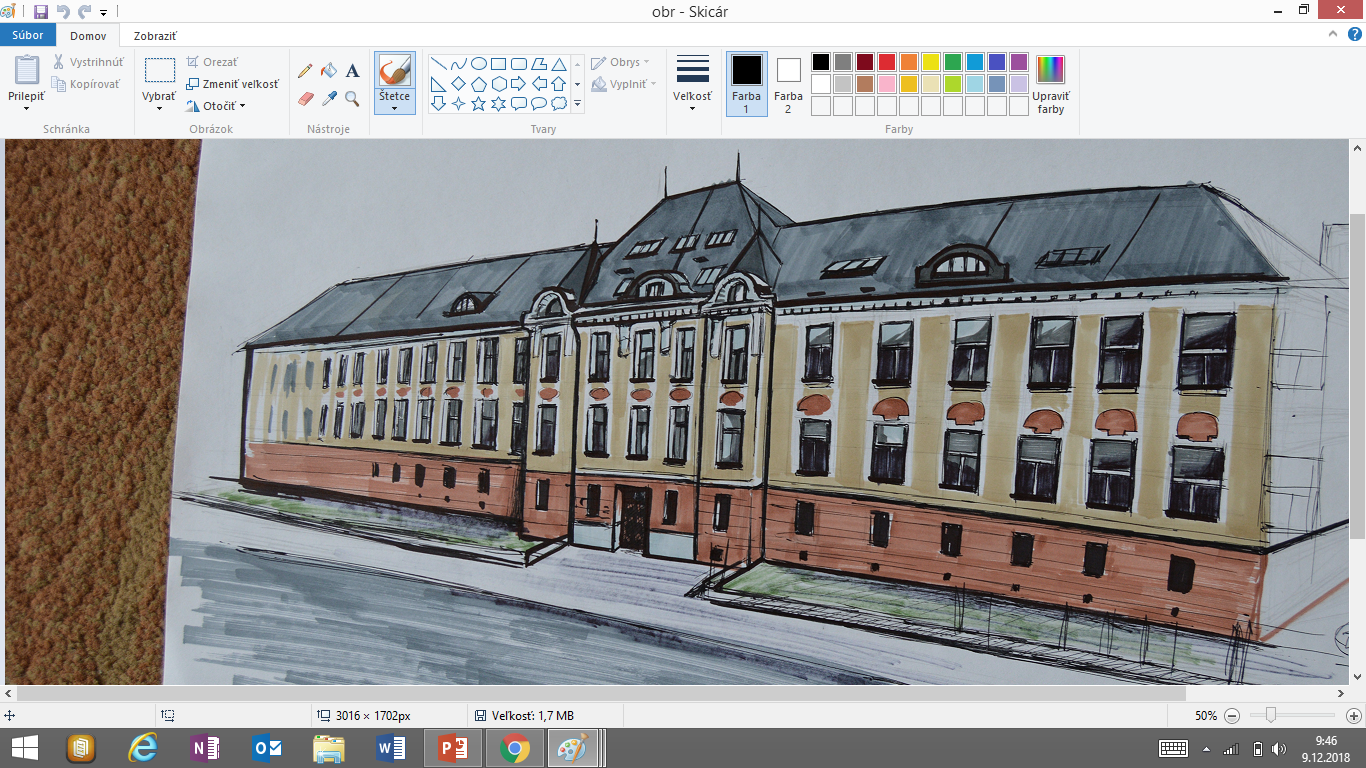 obr - Skicár
Súbor
Domov
Zobraziť
Prilepiť
Vystrihnúť
Kopírovať
Schránka
Vybrať
Orezať
Zmeniť veľkosť
Otočiť
Obrázok
A
Nástroje
Štetce
Tvary
Obrys
Vyplniť
Veľkosť
Farba
1
Farba
2
Upraviť
farby
Farby
3016 × 1702px
Veľkosť: 1,7 MB
50%
9:46
9.12.2018